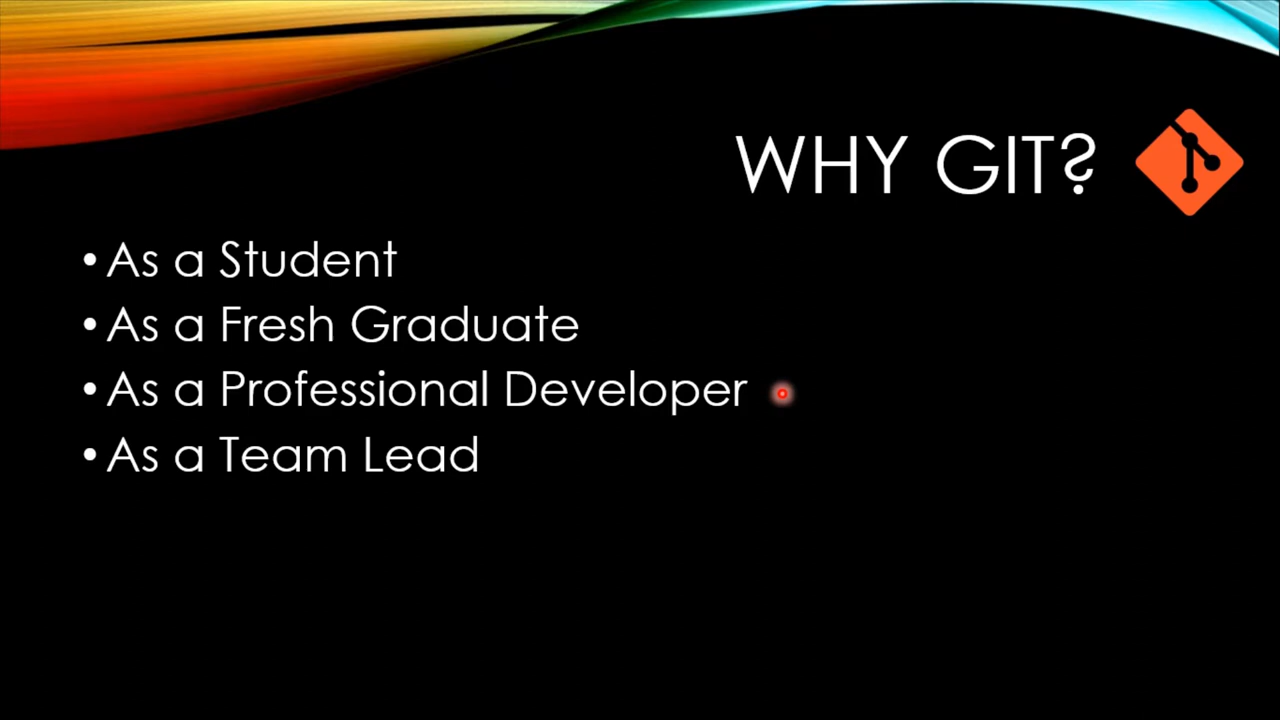 WHY GIT?
• As a Student
• As a Fresh Graduate
• As a Professional Developer
• As a Team Lead